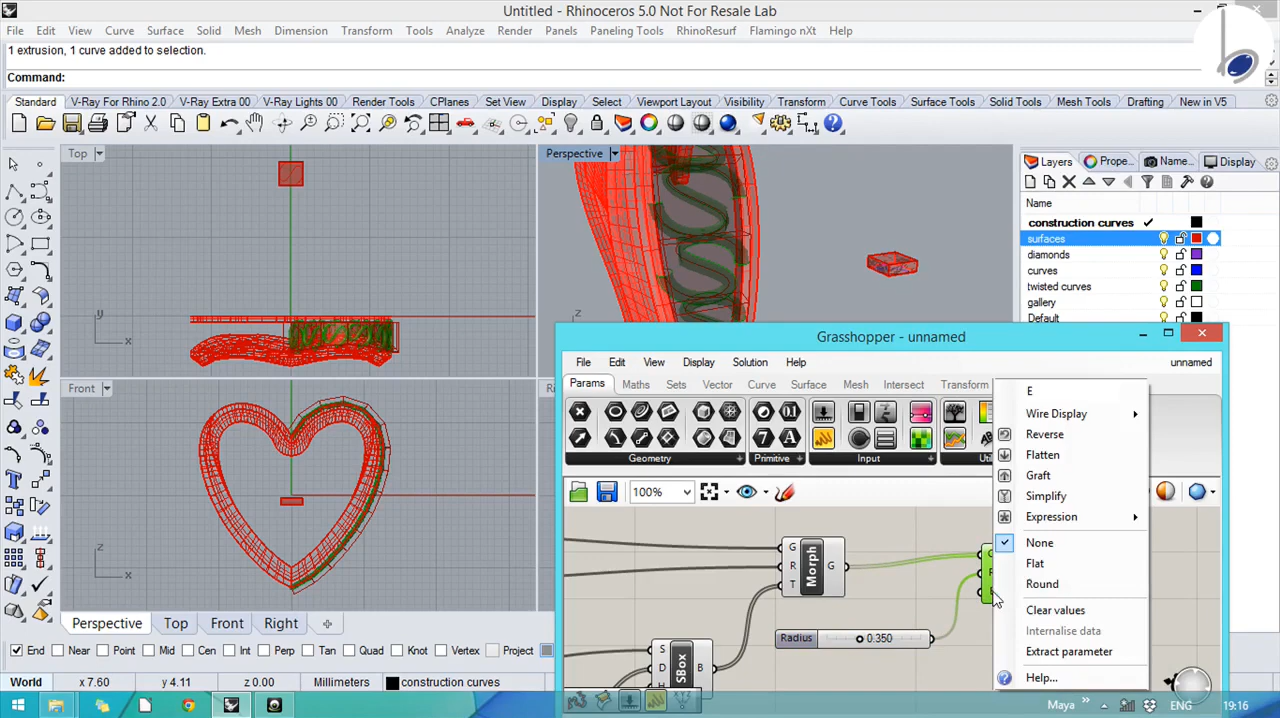 Untitled - Rhinoceros 5.0 Not For Resale Lab
File Edit View Curve Surface Solid Mesh Dimension Transform Tools Analyze Render Panels Paneling Tools RhinoResurf Flamingo nXt Help
1 extrusion, 1 curve added to selection.
Command:
Standard V-Ray For Rhino 2.0 V-Ray Extra 00 V-Ray Lights 00 Render Tools CPlanes Set View Display Select Viewport Layout Visibility Transform Curve Tools Surface Tools Solid Tools Mesh Tools Drafting New in V5
Top
Perspective
Layers Prope... Name... Display
Name
construction curves
surfaces
diamonds
curves
twisted curves
gallery
Default
y
x
z
Grasshopper - unnamed
File Edit View Display Solution Help unnamed
Params Maths Sets Vector Curve Surface Mesh Intersect Transform
Geometry Primitive Input
100%
Front
z
x
G
R
T
Morph
G
Radius 0.350
S
D
SBox
B
E
Wire Display
Reverse
Flatten
Graft
Simplify
Expression
None
Flat
Round
Clear values
Internalise data
Extract parameter
Help...
Perspective Top Front Right
End Near Point Mid Cen Int Perp Tan Quad Knot Vertex Project
World x 7.60 y 4.11 z 0.00 Millimeters construction curves
Maya ENG 19:16